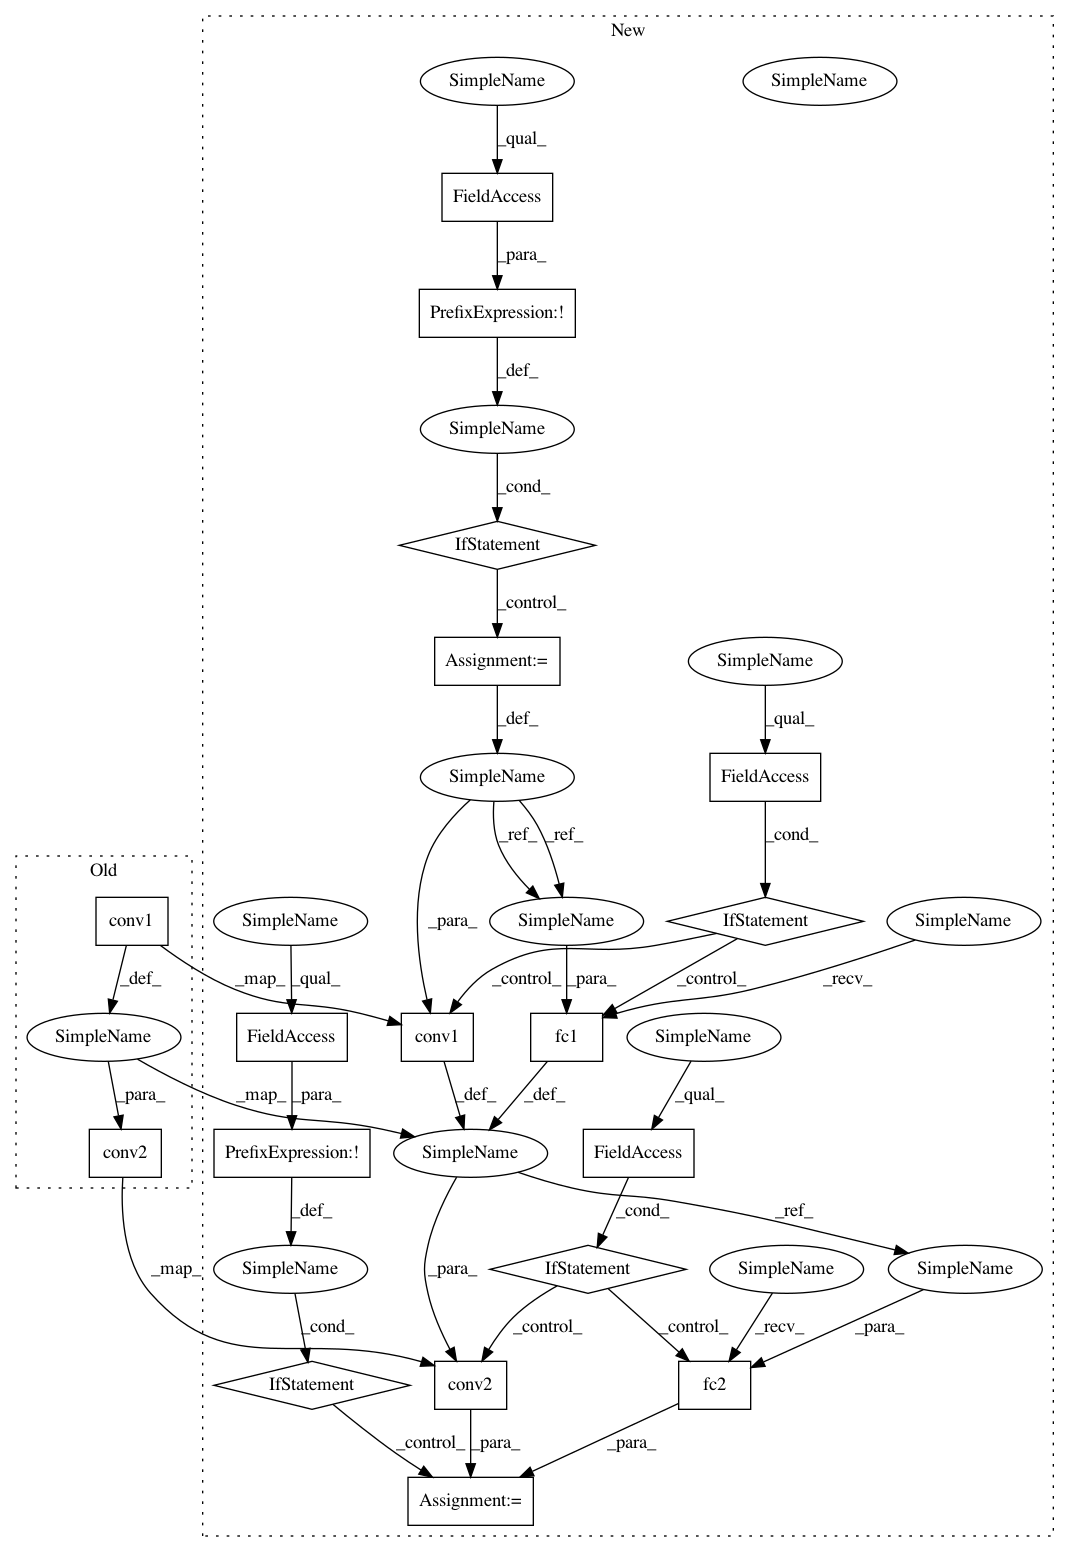 New
SimpleName
SimpleName
_qual_
FieldAccess
_para_
PrefixExpression:!
_def_
SimpleName
_cond_
IfStatement
_control_
Assignment:=
SimpleName
_def_
_qual_
SimpleName
FieldAccess
_ref_
_ref_
_cond_
Old
conv1
SimpleName
SimpleName
IfStatement
SimpleName
_para_
_def_
_map_
_qual_
_control_
_para_
_control_
_recv_
SimpleName
FieldAccess
conv1
fc1
SimpleName
_para_
_map_
_para_
_def_
_def_
_qual_
conv2
PrefixExpression:!
SimpleName
FieldAccess
_def_
_cond_
_ref_
_map_
SimpleName
_para_
IfStatement
SimpleName
SimpleName
_cond_
_control_
_control_
_recv_
_para_
IfStatement
conv2
fc2
_control_
_para_
_para_
Assignment:=